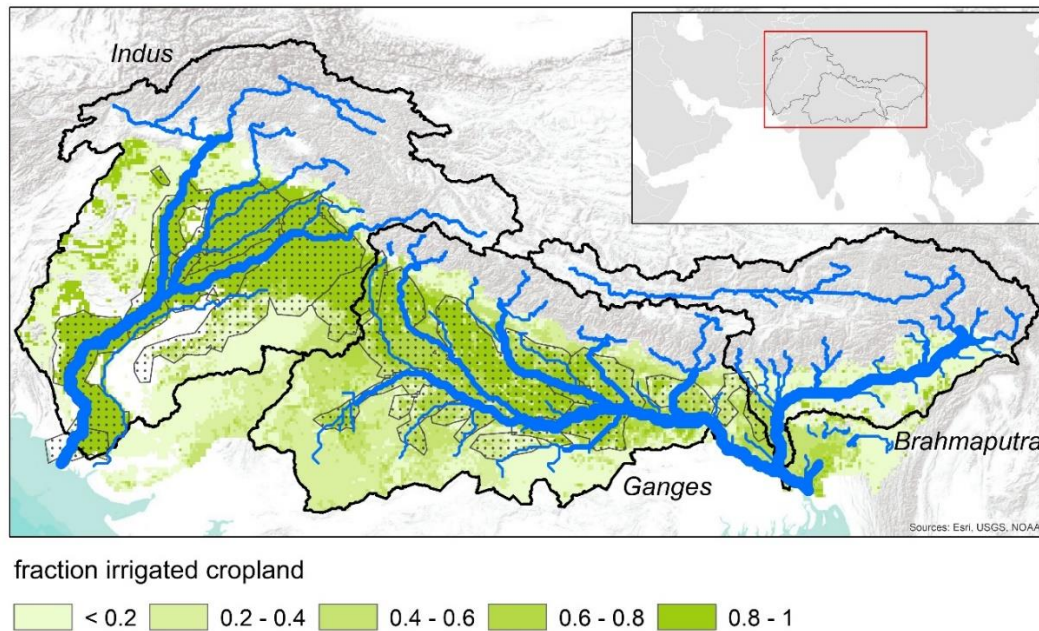 Indus
Ganges
Brahmaputra
Sources: Esri, USGS, NOAA
fraction irrigated cropland
< 0.2 0.2 - 0.4 0.4 - 0.6 0.6 - 0.8 0.8 - 1